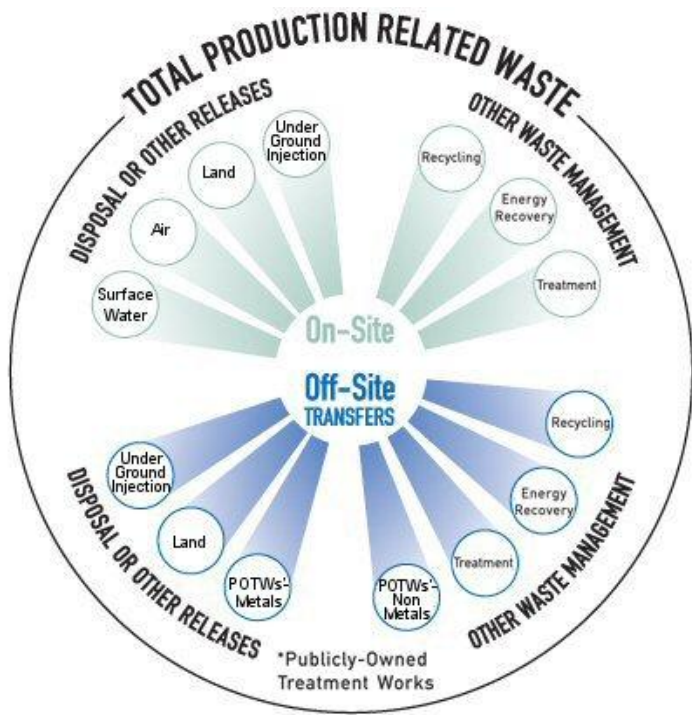 TOTAL PRODUCTION RELATED WASTE
DISPOSAL OR OTHER RELEASES
OTHER WASTE MANAGEMENT
Under
Ground
Injection
Land
Air
Surface
Water
Recycling
Energy
Recovery
Treatment
On-Site
Off-Site
TRANSFERS
Under
Ground
Injection
Land
POTWs'-
Metals
POTWs'-
Non
Metals
Treatment
Energy
Recovery
Recycling
DISPOSAL OR OTHER RELEASES
OTHER WASTE MANAGEMENT
*Publicly-Owned
Treatment Works